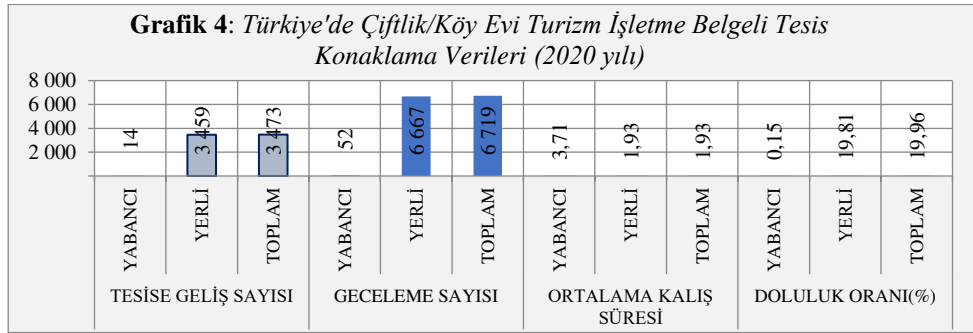 Grafik 4: Türkiye'de Çiftlik/Köy Evi Turizm İşletme Belgeli Tesis
Konaklama Verileri (2020 yılı)
8 000
6 000
4 000
2 000
14
3 459
3 473
52
6 667
6 719
3,71
1,93
1,93
0,15
19,81
19,96
YABANCI
YERLİ
TOPLAM
YABANCI
YERLİ
TOPLAM
YABANCI
YERLİ
TOPLAM
YABANCI
YERLİ
TOPLAM
TESİSE GELİŞ SAYISI
GECELEME SAYISI
ORTALAMA KALIŞ
SÜRESİ
DOLULUK ORANI(%)